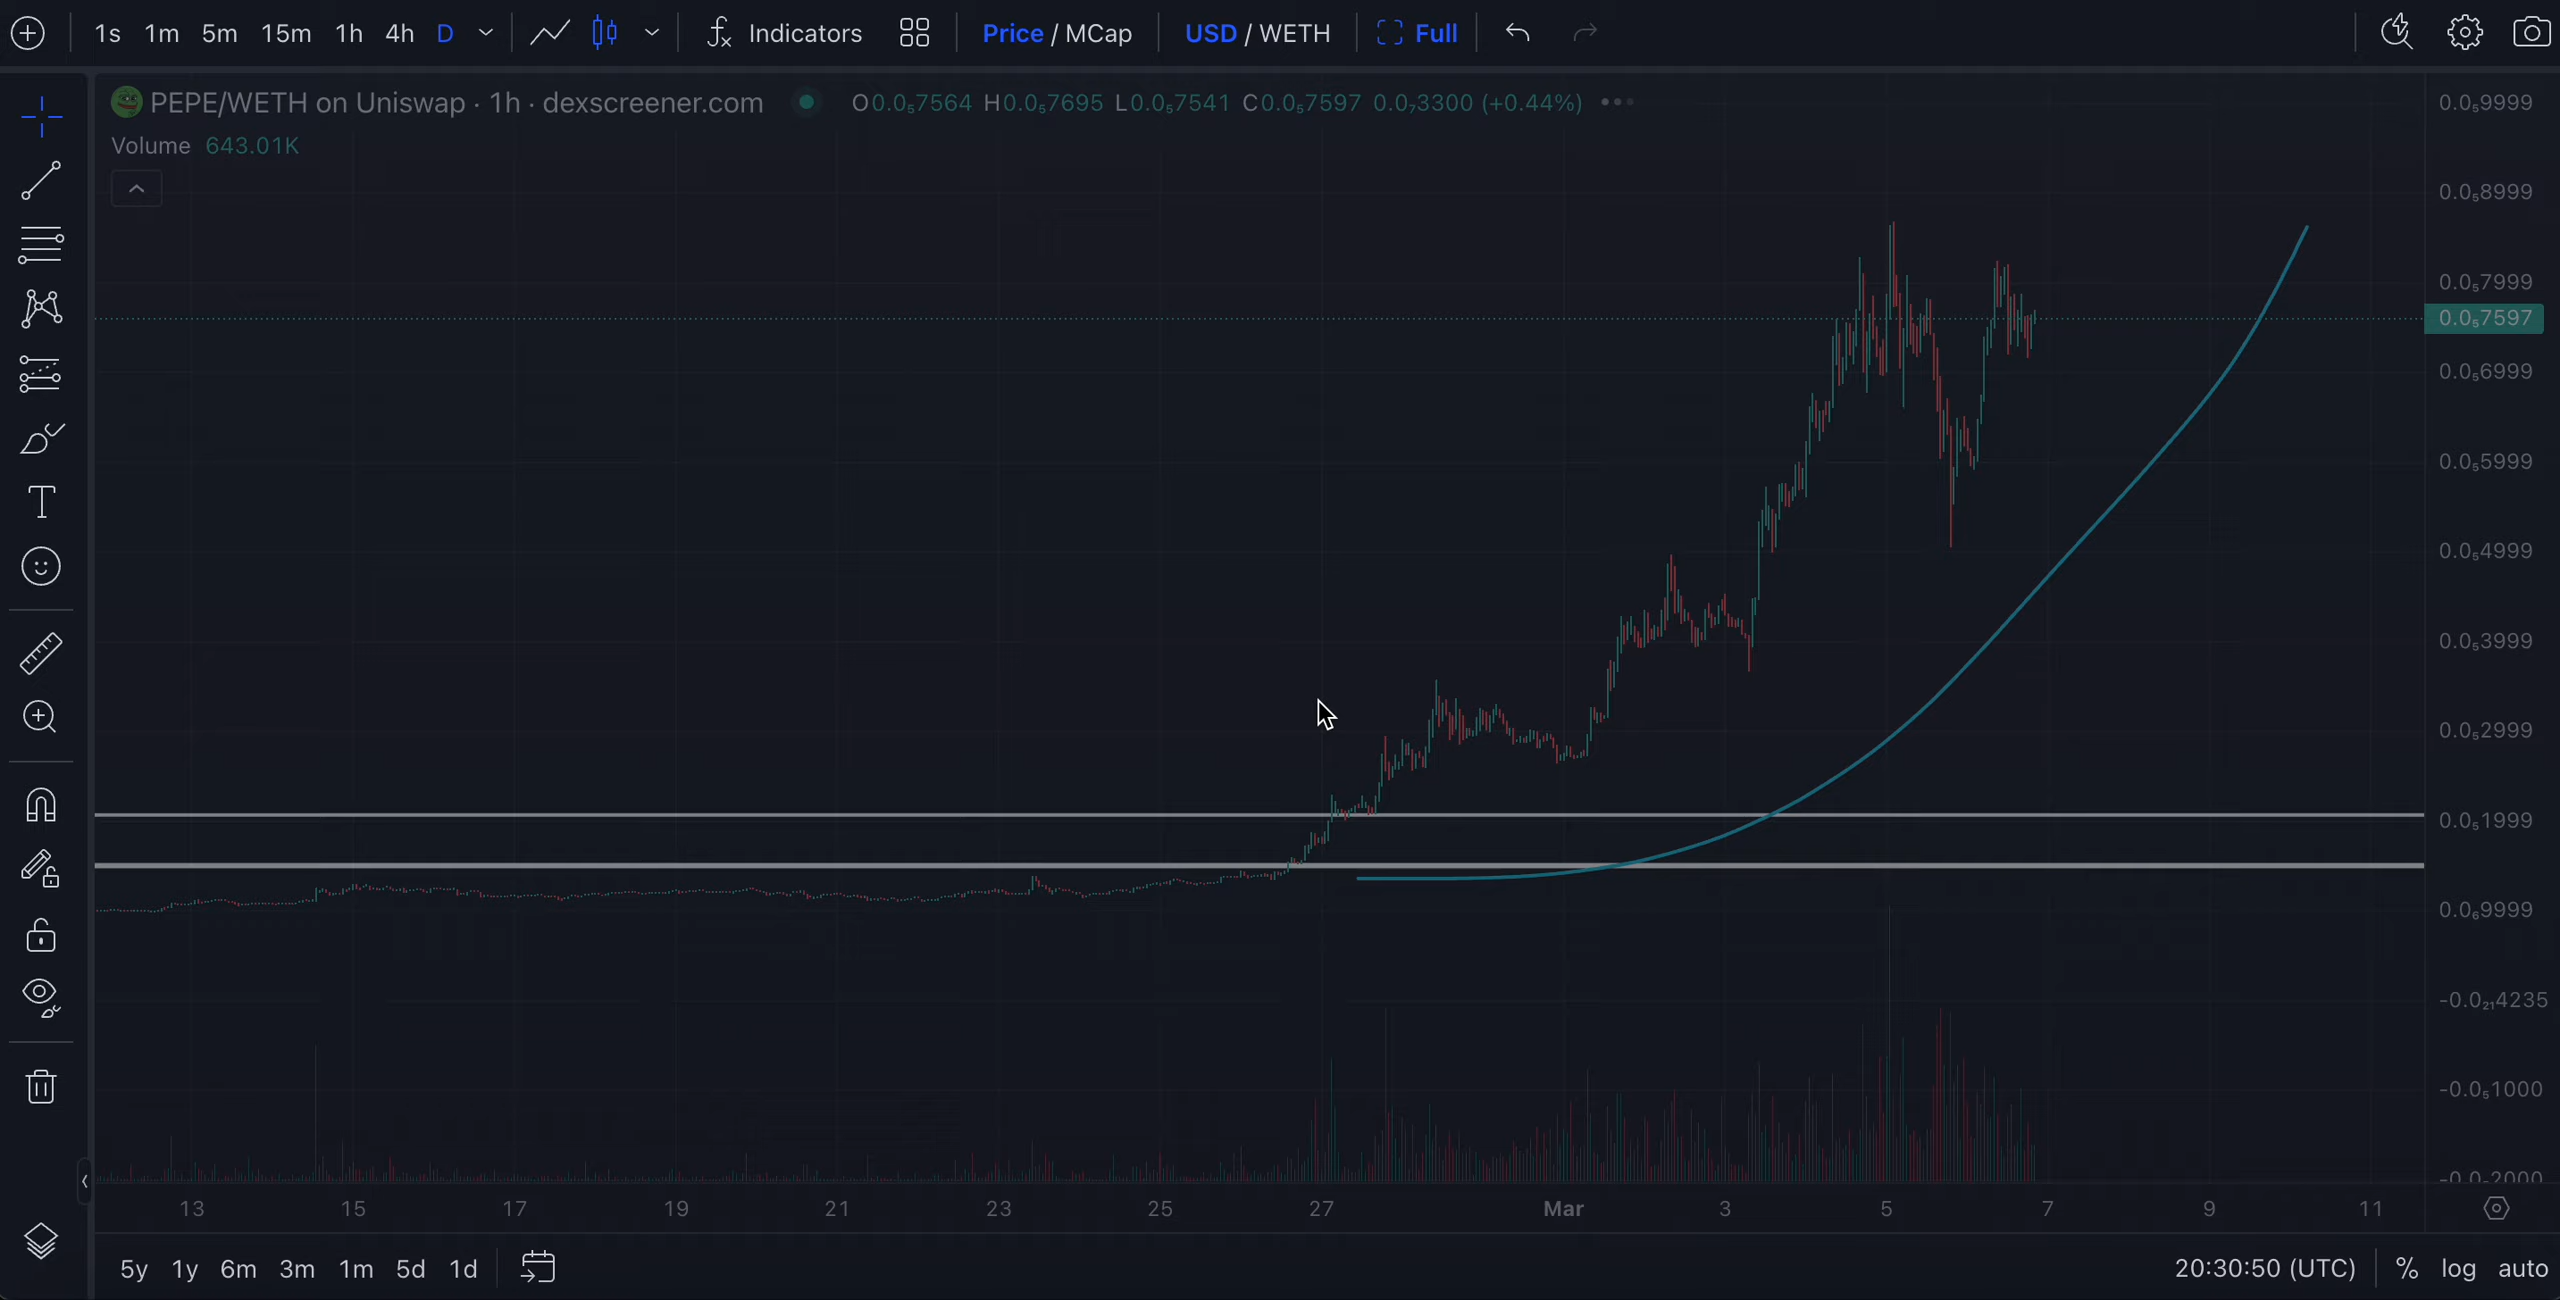 1s 1m 5m 15m 1h 4h D Indicators Price / MCap USD / WETH Full
PEPE/WETH on Uniswap · 1h · dexscreener.com O0.0₅7564 H0.0₅7695 L0.0₅7541 C0.0₅7597 0.0₇3300 (+0.44%)
Volume 643.01K
0.0₅9999
0.0₅8999
0.0₅7999
0.0₅7597
0.0₅6999
0.0₅5999
0.0₅4999
0.0₅3999
0.0₅2999
0.0₅1999
0.0₆9999
-0.0₂₁4235
-0.0₅1000
-0.0₅2000
13 15 17 19 21 23 25 27 Mar 3 5 7 9 11
5y 1y 6m 3m 1m 5d 1d 20:30:50 (UTC) % log auto